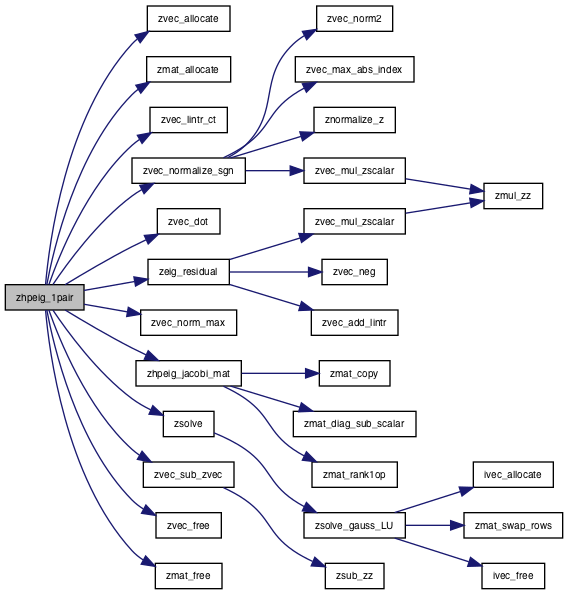 zvec_allocate
zvec_norm2
zmat_allocate
zvec_max_abs_index
zvec_lintr_ct
znormalize_z
zvec_normalize_sgn
zvec_mul_zscalar
zmul_zz
zvec_dot
zvec_mul_zscalar
zeig_residual
zvec_neg
zhpeig_1pair
zvec_norm_max
zvec_add_lintr
zhpeig_jacobi_mat
zmat_copy
zsolve
zmat_diag_sub_scalar
zvec_sub_zvec
zmat_rank1op
ivec_allocate
zvec_free
zsolve_gauss_LU
zmat_swap_rows
zmat_free
zsub_zz
ivec_free